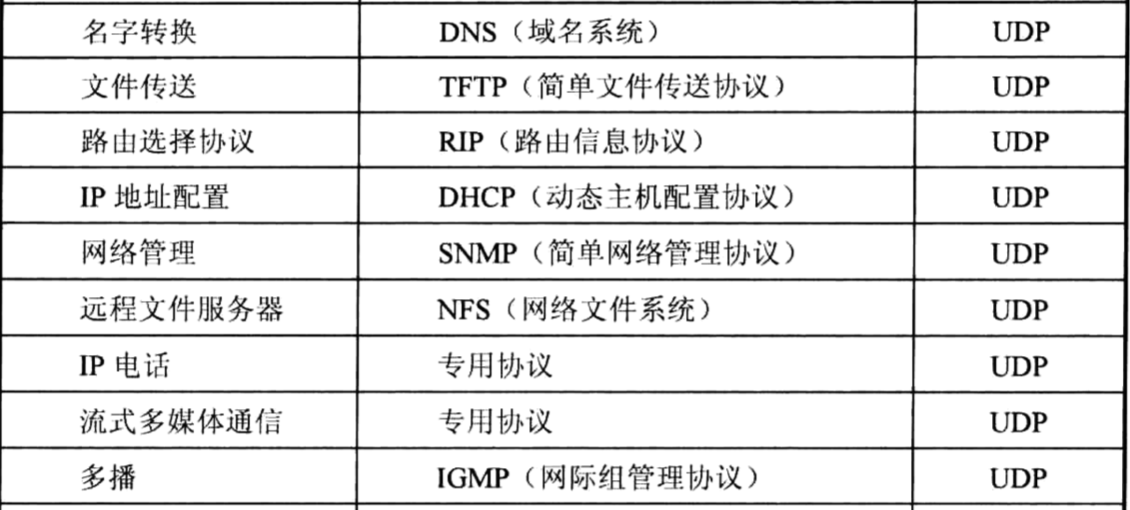 名字转换 DNS（域名系统） UDP
文件传送 TFTP（简单文件传送协议） UDP
路由选择协议 RIP（路由信息协议） UDP
IP 地址配置 DHCP（动态主机配置协议） UDP
网络管理 SNMP（简单网络管理协议） UDP
远程文件服务器 NFS（网络文件系统） UDP
IP 电话 专用协议 UDP
流式多媒体通信 专用协议 UDP
多播 IGMP（网际组管理协议） UDP